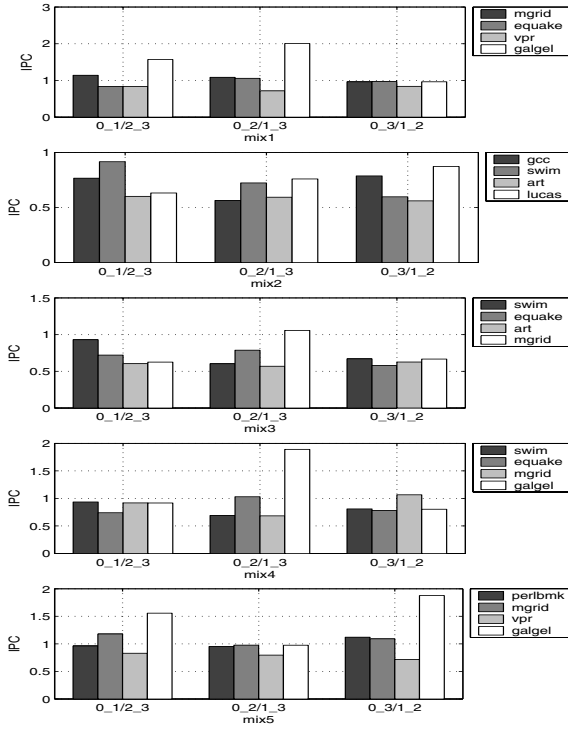 3
2
1
0
IPC
0_1/2_3
0_2/1_3
0_3/1_2
mix1
mgrid
equake
vpr
galgel
1
0.5
0
IPC
0_1/2_3
0_2/1_3
0_3/1_2
mix2
gcc
swim
art
lucas
1.5
1
0.5
0
IPC
0_1/2_3
0_2/1_3
0_3/1_2
mix3
swim
equake
art
mgrid
2
1.5
1
0.5
0
IPC
0_1/2_3
0_2/1_3
0_3/1_2
mix4
swim
equake
mgrid
galgel
2
1.5
1
0.5
0
IPC
0_1/2_3
0_2/1_3
0_3/1_2
mix5
perlbmk
mgrid
vpr
galgel